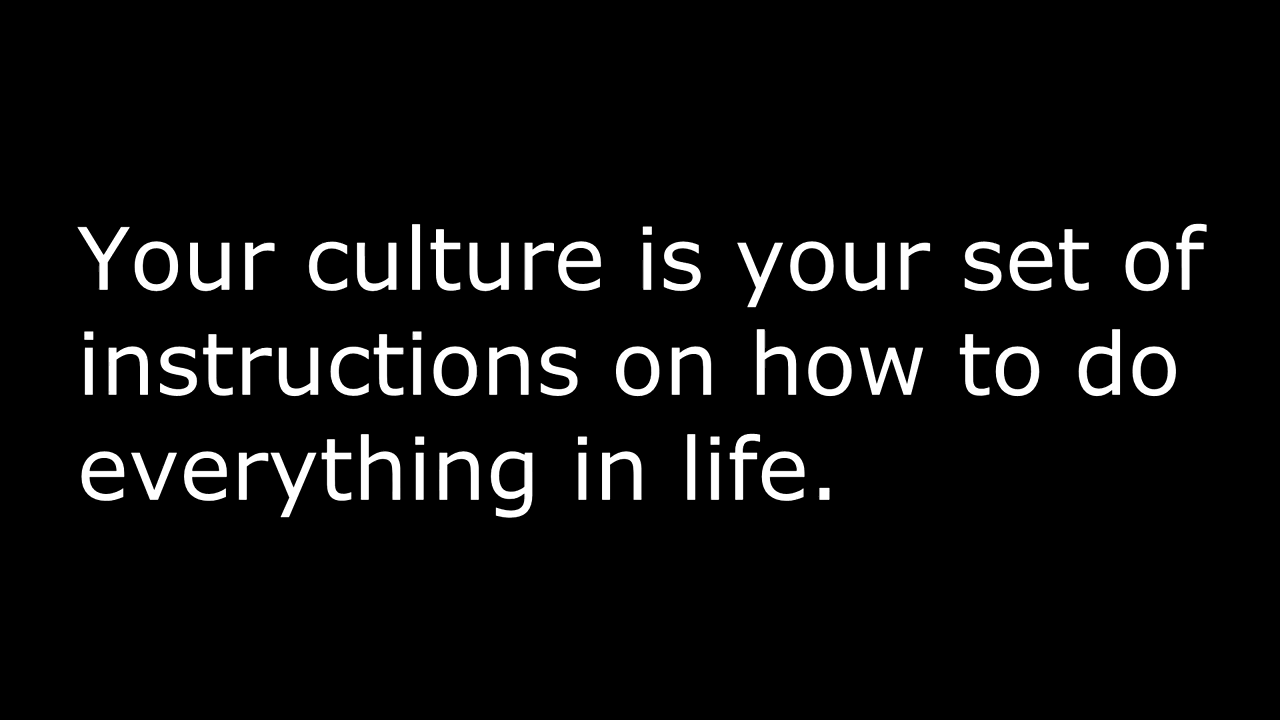 Your culture is your set of
instructions on how to do
everything in life.